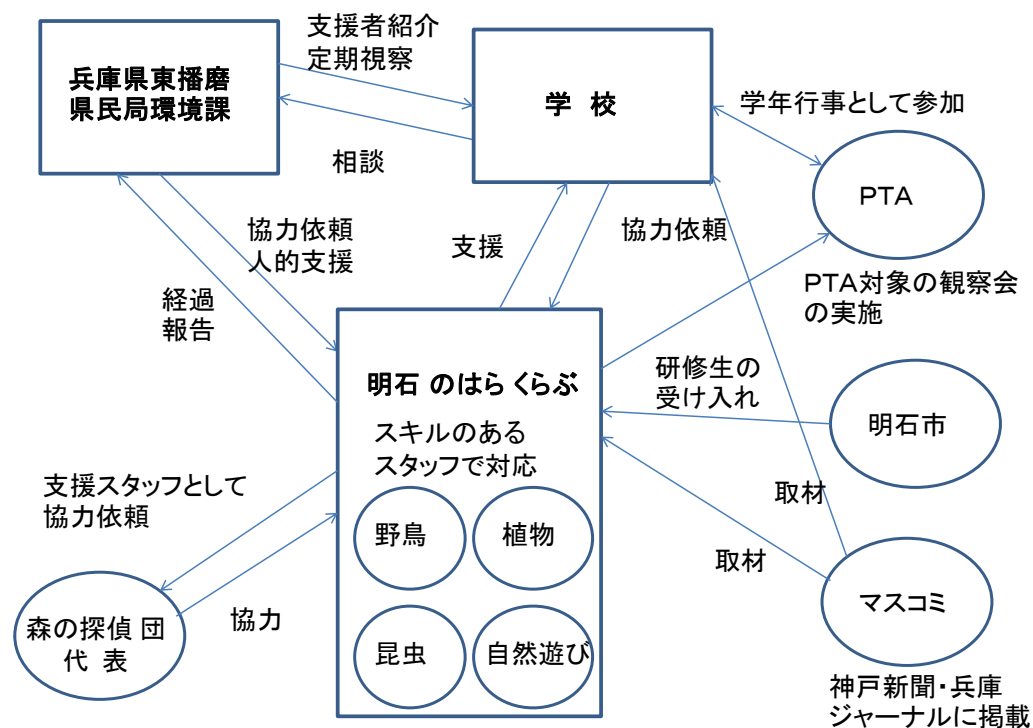 支援者紹介
定期視察
兵庫県東播磨
県民局環境課
学 校
学年行事として参加
相談
PTA
協力依頼
人的支援
支援
協力依頼
経過
報告
PTA対象の観察会
の実施
明石 のはら くらぶ
研修生の
受け入れ
スキルのある
スタッフで対応
明石市
支援スタッフとして
協力依頼
取材
野鳥
植物
取材
マスコミ
協力
森の探偵 団
代 表
昆虫
自然遊び
神戸新聞・兵庫
ジャーナルに掲載